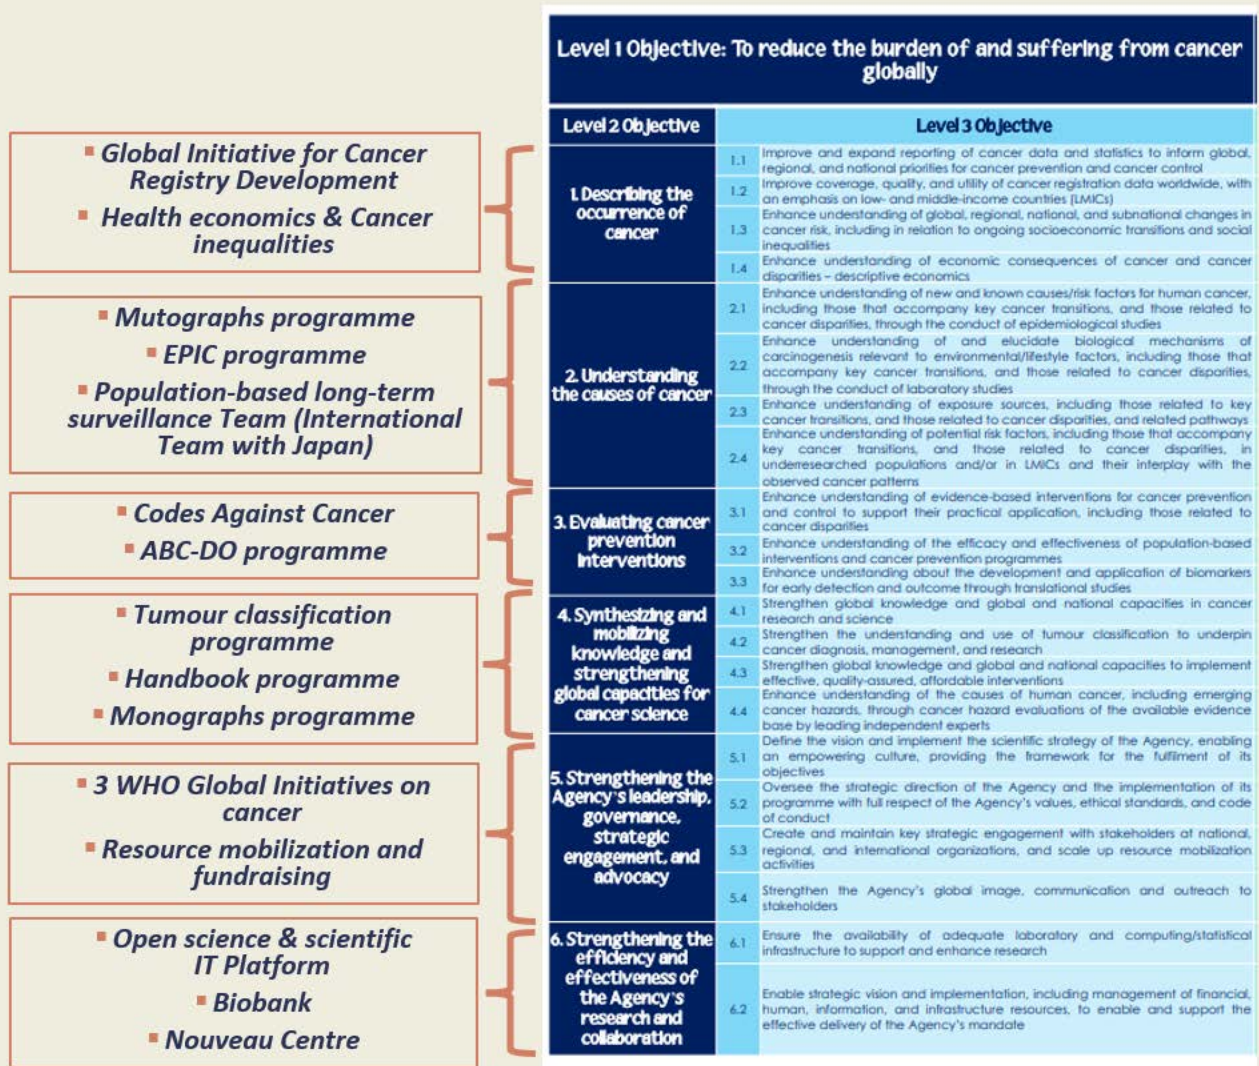 Level 1 Objective: To reduce the burden of and suffering from cancer
globally
Level 2 Objective
Level 3 Objective
▪ Global Initiative for Cancer
Registry Development
▪ Health economics & Cancer
inequalities
1. Describing the
occurrence of
cancer
1.1
Improve and expand reporting of cancer data and statistics to inform global,
regional, and national priorities for cancer prevention and cancer control
1.2
Improve coverage, quality, and utility of cancer registration data worldwide, with
an emphasis on low- and middle-income countries (LMICs)
1.3
Enhance understanding of global, regional, national, and subnational changes in
cancer risk, including in relation to ongoing socioeconomic transitions and social
inequalities
1.4
Enhance understanding of economic consequences of cancer and cancer
disparities – descriptive economics
▪ Mutographs programme
▪ EPIC programme
▪ Population-based long-term
surveillance Team (International
Team with Japan)
2. Understanding
the causes of cancer
2.1
Enhance understanding of new and known causes/risk factors for human cancer,
including those that accompany key cancer transitions, and those related to
cancer disparities, through the conduct of epidemiological studies
2.2
Enhance understanding of and elucidate biological mechanisms of
carcinogenesis relevant to environmental/lifestyle factors, including those that
accompany key cancer transitions, and those related to cancer disparities,
through the conduct of laboratory studies
2.3
Enhance understanding of exposure sources, including those related to key
cancer transitions, and those related to cancer disparities, and related pathways
2.4
Enhance understanding of potential risk factors, including those that accompany
key cancer transitions, and those related to cancer disparities, in
underresearched populations and/or in LMICs and their interplay with the
observed cancer patterns
▪ Codes Against Cancer
▪ ABC-DO programme
3. Evaluating cancer
prevention
interventions
3.1
Enhance understanding of evidence-based interventions for cancer prevention
and control to support their practical application, including those related to
cancer disparities
3.2
Enhance understanding of the efficacy and effectiveness of population-based
interventions and cancer prevention programmes
3.3
Enhance understanding about the development and application of biomarkers
for early detection and outcome through translational studies
▪ Tumour classification
programme
▪ Handbook programme
▪ Monographs programme
4. Synthesizing and
mobilizing
knowledge and
strengthening
global capacities for
cancer science
4.1
Strengthen global knowledge and global and national capacities in cancer
research and science
4.2
Strengthen the understanding and use of tumour classification to underpin
cancer diagnosis, management, and research
4.3
Strengthen global knowledge and global and national capacities to implement
effective, quality-assured, affordable interventions
4.4
Enhance understanding of the causes of human cancer, including emerging
cancer hazards, through cancer hazard evaluations of the available evidence
base by leading independent experts
▪ 3 WHO Global Initiatives on
cancer
▪ Resource mobilization and
fundraising
5. Strengthening the
Agency's leadership,
governance,
strategic
engagement, and
advocacy
5.1
Define the vision and implement the scientific strategy of the Agency, enabling
an empowering culture, providing the framework for the fulfilment of its
objectives
5.2
Oversee the strategic direction of the Agency and the implementation of its
programme with full respect of the Agency's values, ethical standards, and code
of conduct
5.3
Create and maintain key strategic engagement with stakeholders at national,
regional, and international organizations, and scale up resource mobilization
activities
5.4
Strengthen the Agency's global image, communication and outreach to
stakeholders
▪ Open science & scientific
IT Platform
▪ Biobank
▪ Nouveau Centre
6. Strengthening the
efficiency and
effectiveness of
the Agency's
research and
collaboration
6.1
Ensure the availability of adequate laboratory and computing/statistical
infrastructure to support and enhance research
6.2
Enable strategic vision and implementation, including management of financial,
human, information, and infrastructure resources, to enable and support the
effective delivery of the Agency's mandate